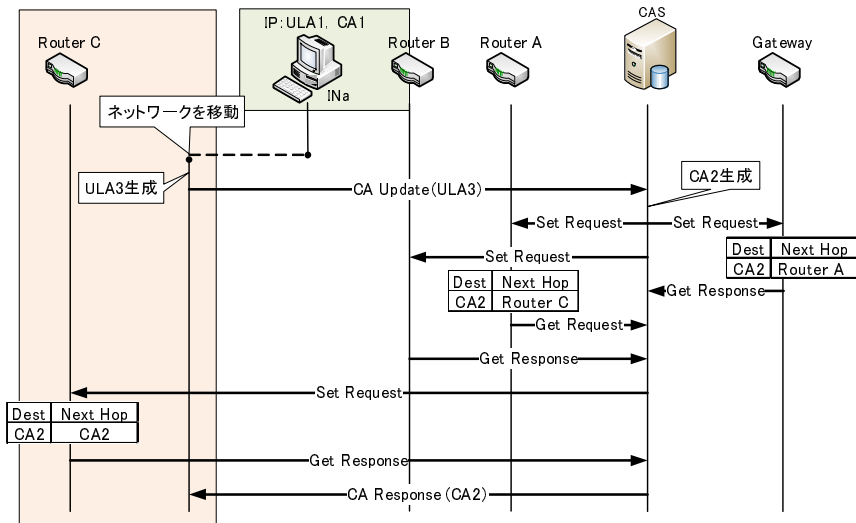 CAS
IP:ULA1, CA1
Router C
Router B
Router A
Gateway
INa
ネットワークを移動
ULA3生成
CA2生成
CA Update(ULA3)
Set Request
Set Request
Dest Next Hop
CA2 Router A
Set Request
Dest Next Hop
CA2 Router C
Get Response
Get Request
Get Response
Set Request
Dest Next Hop
CA2 CA2
Get Response
CA Response(CA2)